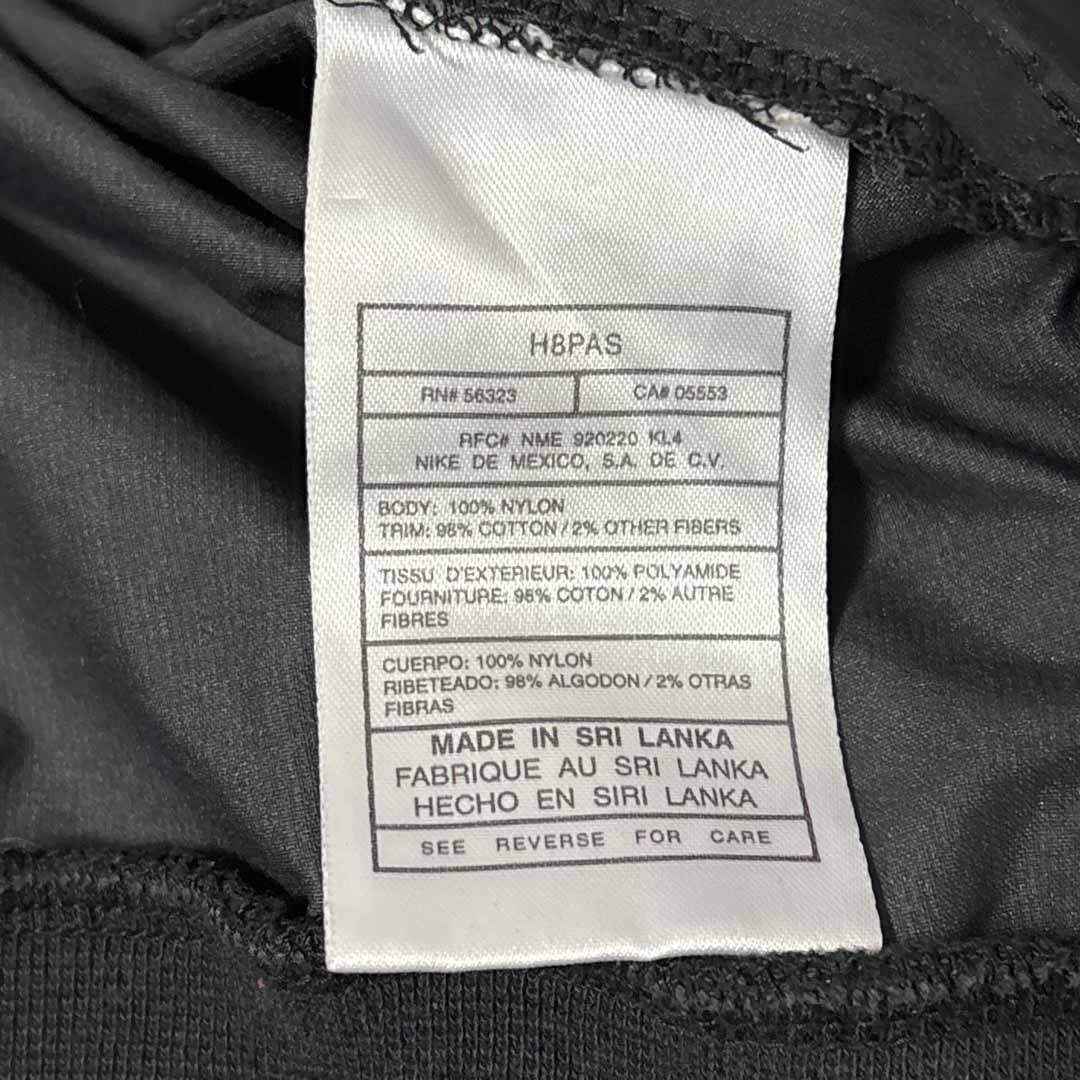 H8PAS
RN# 56323
CA# 05553
RFC# NME 920220 KL4
NIKE DE MEXICO, S.A. DE C.V.
BODY: 100% NYLON
TRIM: 98% COTTON / 2% OTHER FIBERS
TISSU D'EXTERIEUR: 100% POLYAMIDE
FOURNITURE: 98% COTON / 2% AUTRE
FIBRES
CUERPO: 100% NYLON
RIBETEADO: 98% ALGODON / 2% OTRAS
FIBRAS
MADE IN SRI LANKA
FABRIQUE AU SRI LANKA
HECHO EN SIRI LANKA
SEE REVERSE FOR CARE